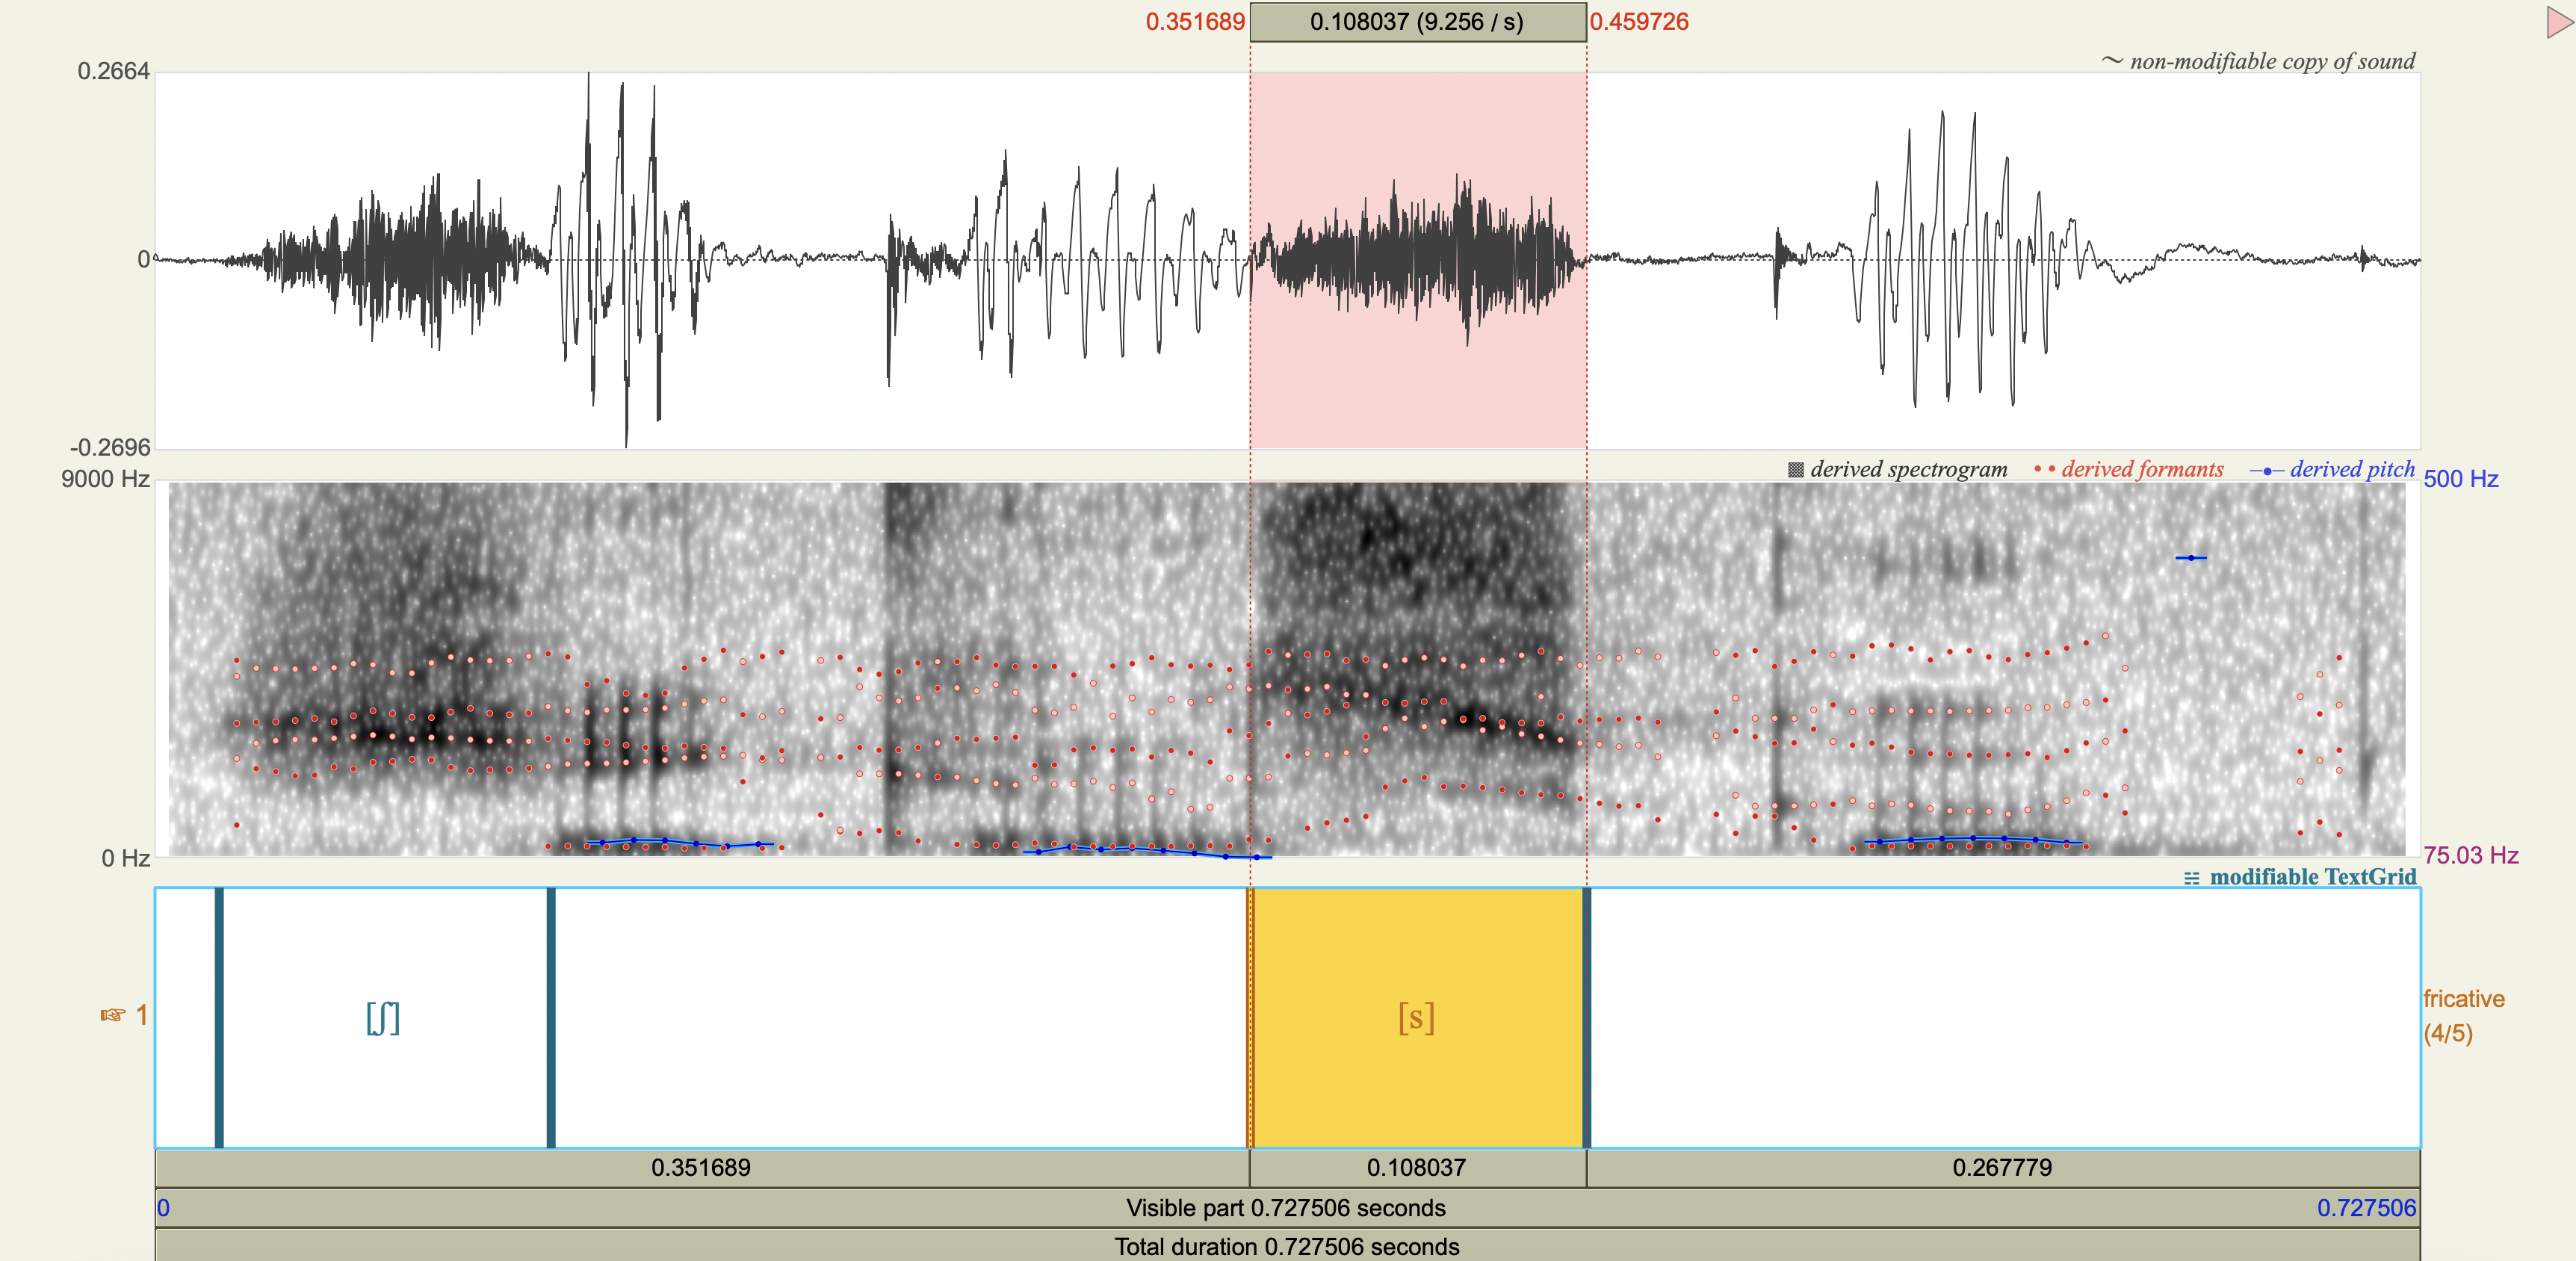 0.351689 0.108037 (9.256 / s) 0.459726
~ non-modifiable copy of sound
0.2664
0
-0.2696
derived spectrogram derived formants derived pitch
9000 Hz 500 Hz
0 Hz 75.03 Hz
modifiable TextGrid
☞ 1 [ʃ] [s] fricative
(4/5)
0.351689 0.108037 0.267779
0 Visible part 0.727506 seconds 0.727506
Total duration 0.727506 seconds